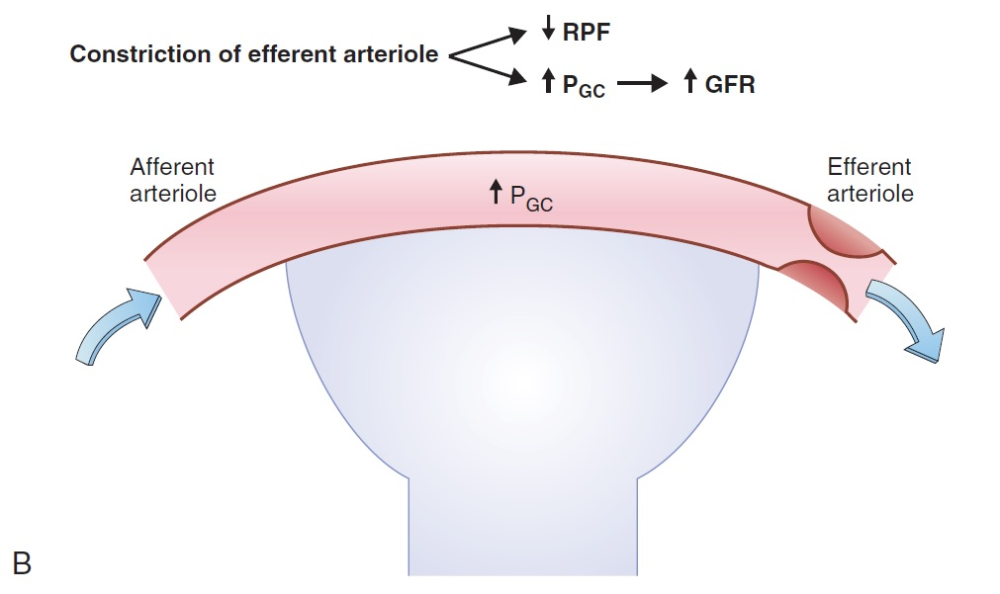 Constriction of efferent arteriole
↓ RPF
↑ PGC → ↑ GFR
Afferent
arteriole
↑ PGC
Efferent
arteriole
B